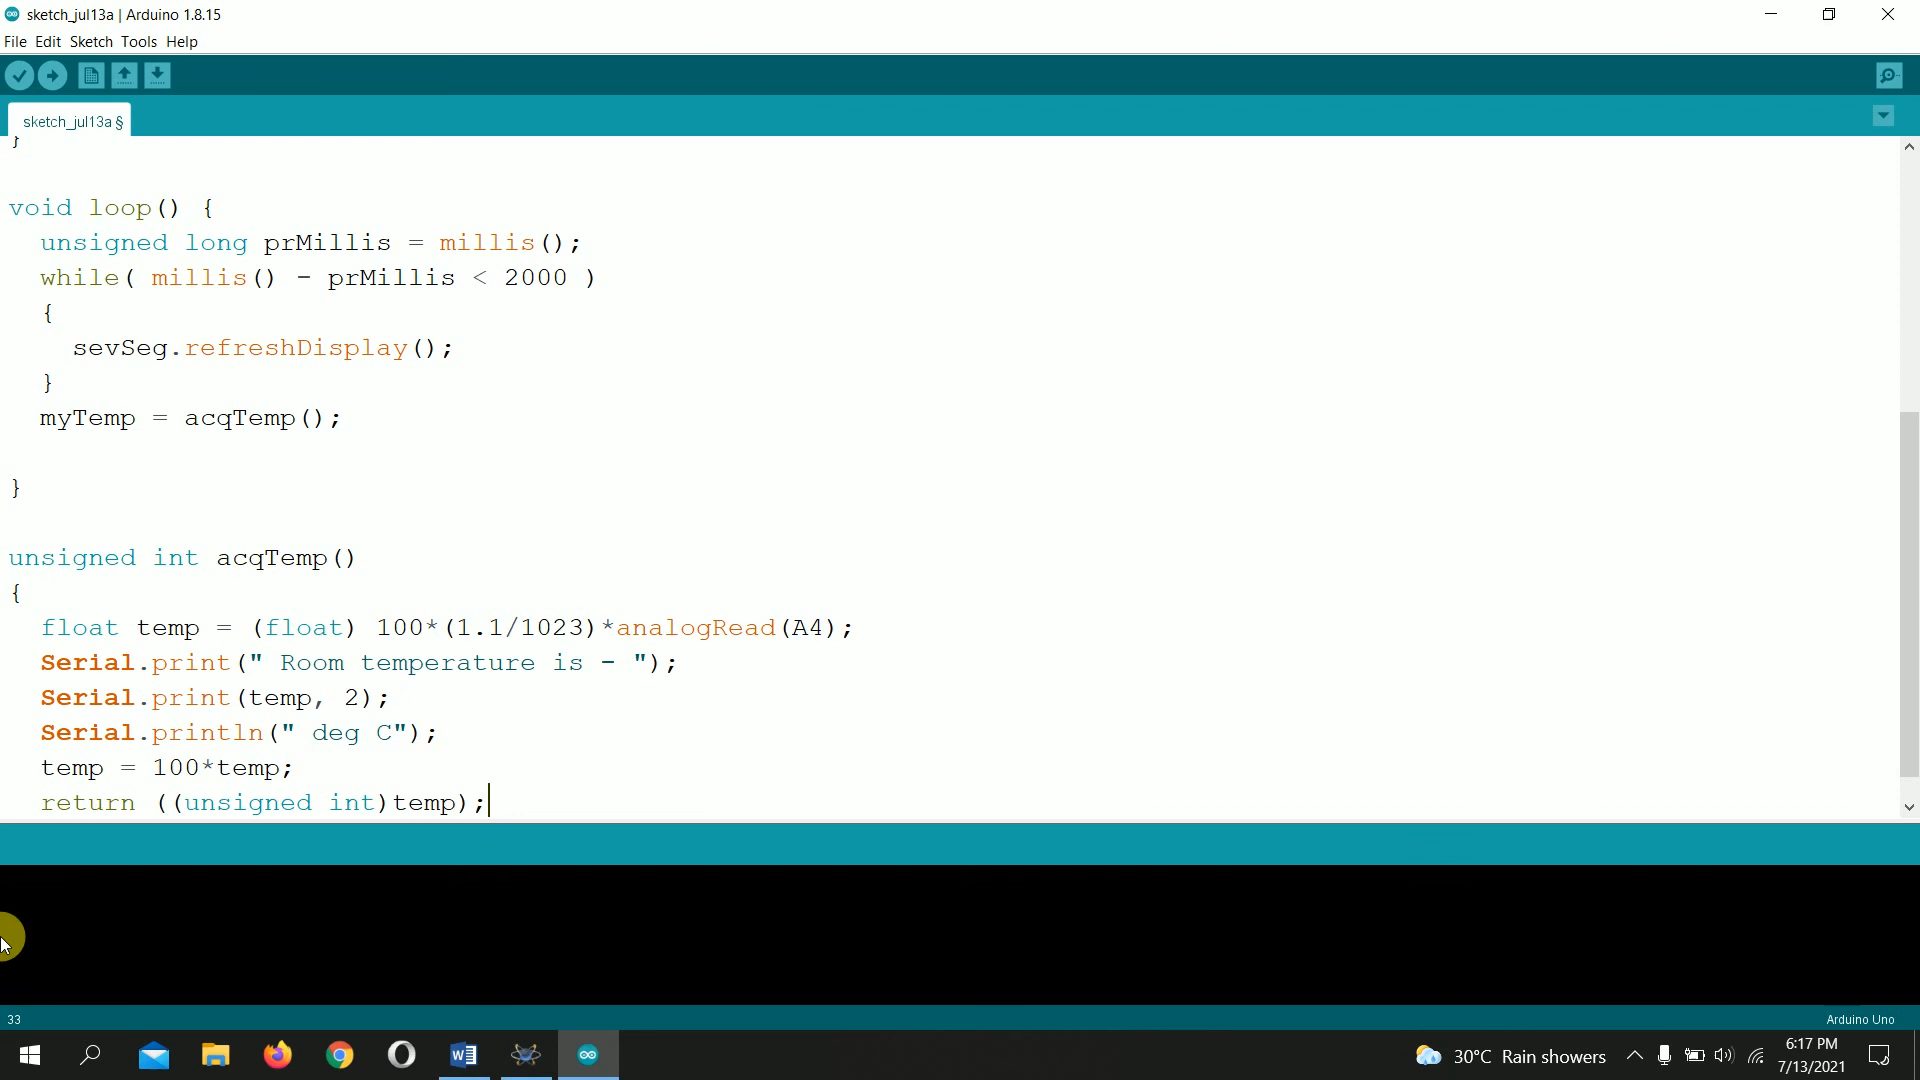 sketch_jul13a | Arduino 1.8.15
File Edit Sketch Tools Help
sketch_jul13a §
}
void loop() {
unsigned long prMillis = millis();
while( millis() - prMillis < 2000 )
{
sevSeg.refreshDisplay();
}
myTemp = acqTemp();
}
unsigned int acqTemp()
{
float temp = (float) 100*(1.1/1023)*analogRead(A4);
Serial.print(" Room temperature is - ");
Serial.print(temp, 2);
Serial.println(" deg C");
temp = 100*temp;
return ((unsigned int)temp);
33
Arduino Uno
30°C Rain showers
6:17 PM
7/13/2021